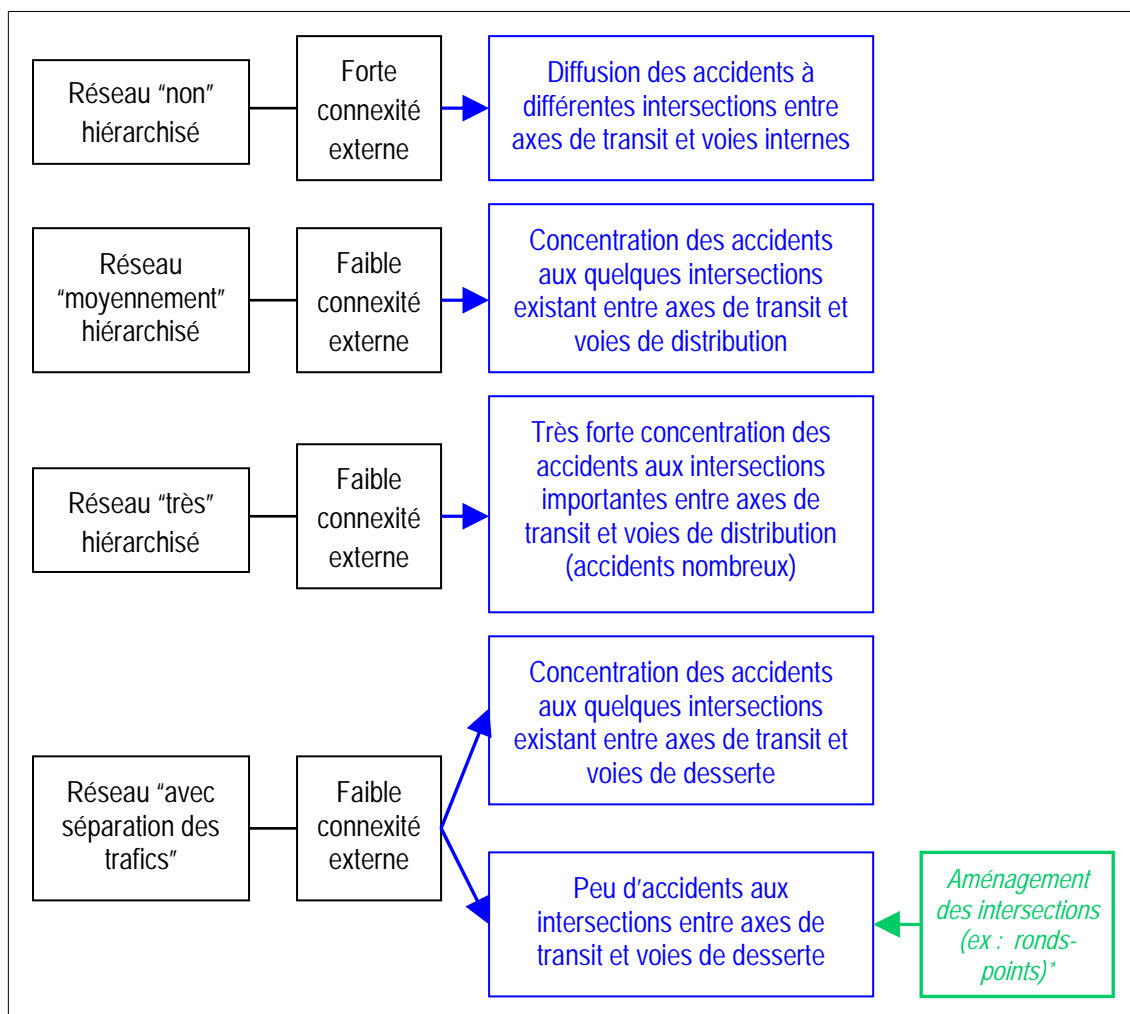 Réseau “non”
hiérarchisé
Forte
connexité
externe
Diffusion des accidents à
différentes intersections entre
axes de transit et voies internes
Réseau
“moyennement”
hiérarchisé
Faible
connexité
externe
Concentration des accidents
aux quelques intersections
existant entre axes de transit et
voies de distribution
Réseau “très”
hiérarchisé
Faible
connexité
externe
Très forte concentration des
accidents aux intersections
importantes entre axes de
transit et voies de distribution
(accidents nombreux)
Réseau “avec
séparation des
trafics”
Faible
connexité
externe
Concentration des accidents
aux quelques intersections
existant entre axes de transit et
voies de desserte
Peu d’accidents aux
intersections entre axes de
transit et voies de desserte
Aménagement
des intersections
(ex : ronds-
points)*